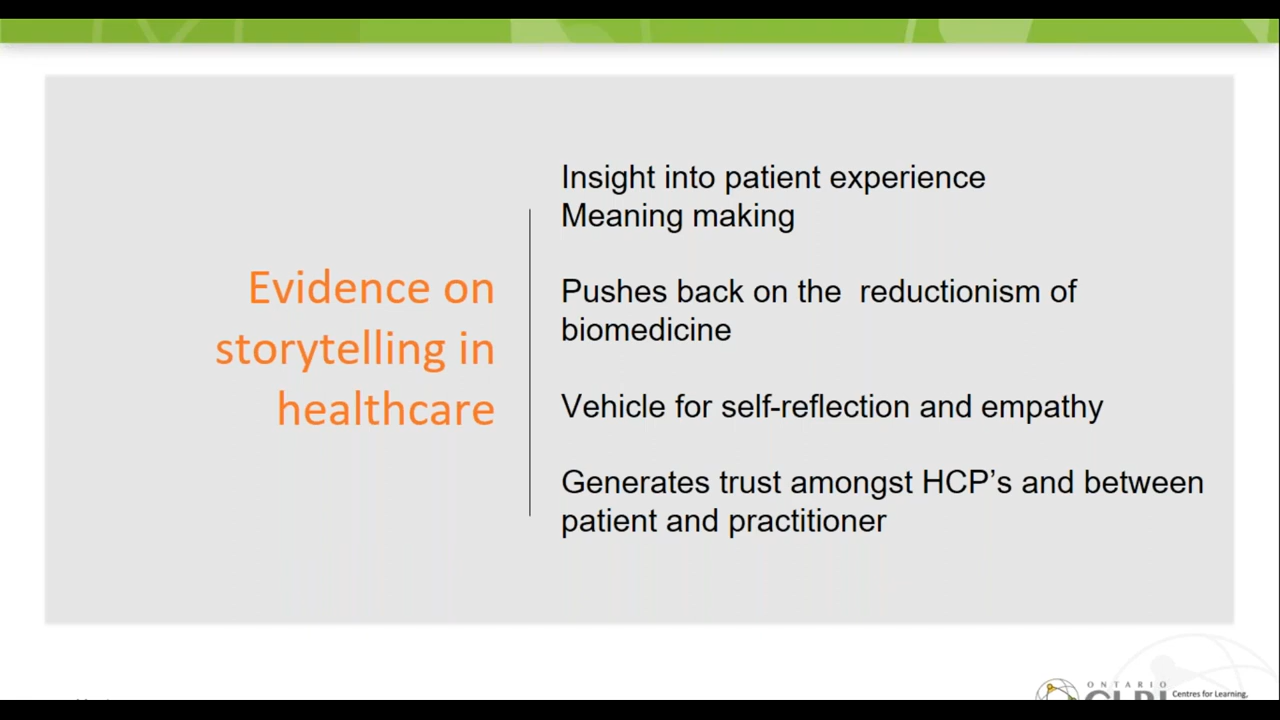 Evidence on
storytelling in
healthcare
Insight into patient experience
Meaning making
Pushes back on the  reductionism of
biomedicine
Vehicle for self-reflection and empathy
Generates trust amongst HCP’s and between
patient and practitioner
ONTARIO
CLRI
Centres for Learning,